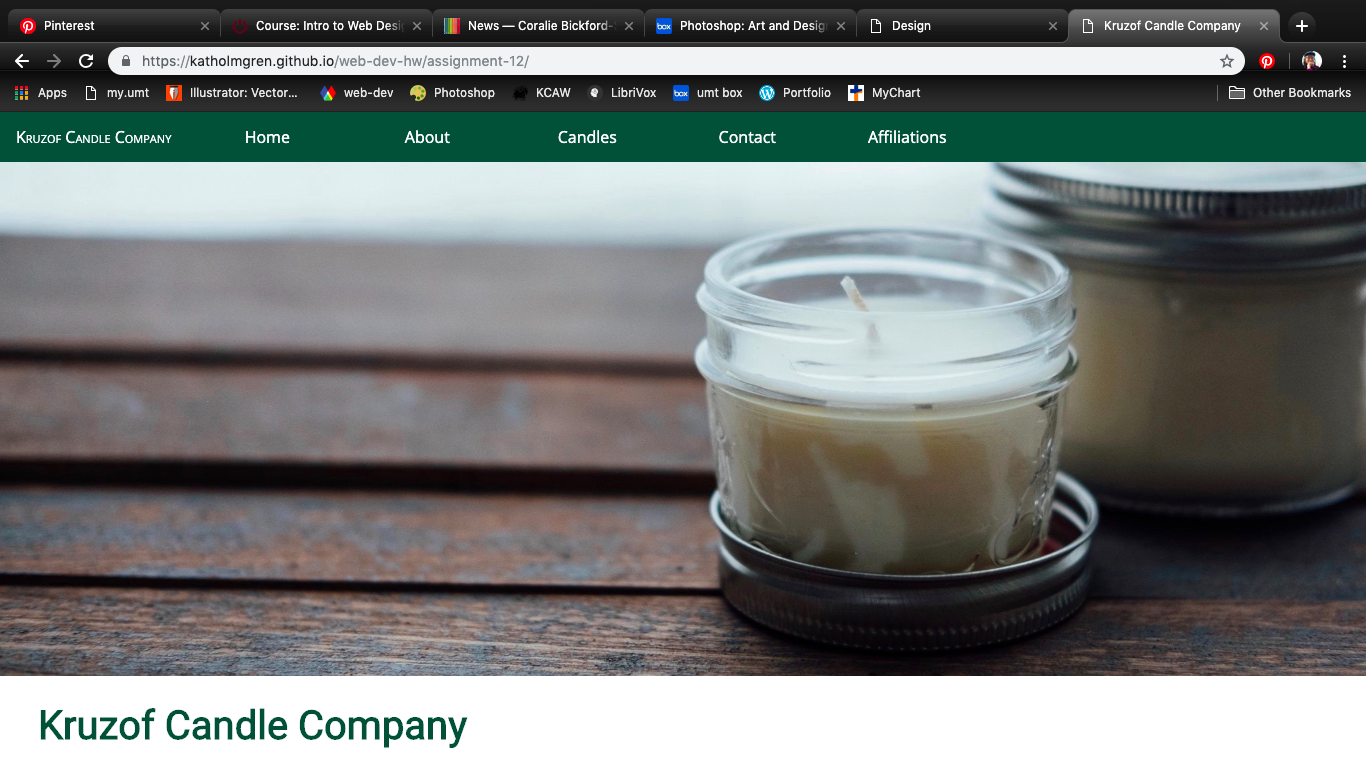 Pinterest
Course: Intro to Web Desi
News — Coralie Bickford-
Photoshop: Art and Desig
Design
Kruzof Candle Company
https://katholmgren.github.io/web-dev-hw/assignment-12/
Apps
my.umt
Illustrator: Vector...
web-dev
Photoshop
KCAW
LibriVox
box umt box
Portfolio
MyChart
Other Bookmarks
Kruzof Candle Company
Home
About
Candles
Contact
Affiliations
Kruzof Candle Company